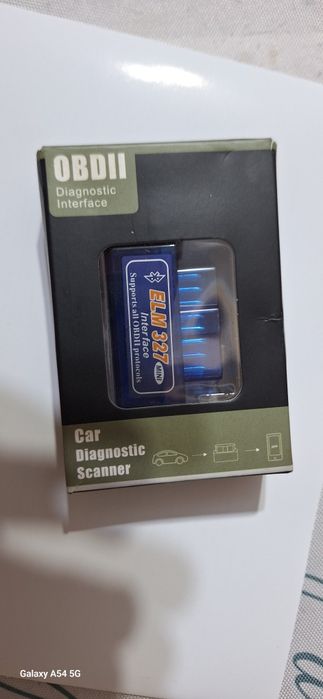 OBDII
Diagnostic
Interface
ELM 327
MINI
Interface
Supports all OBDII protocols
Car
Diagnostic
Scanner
Galaxy A54 5G